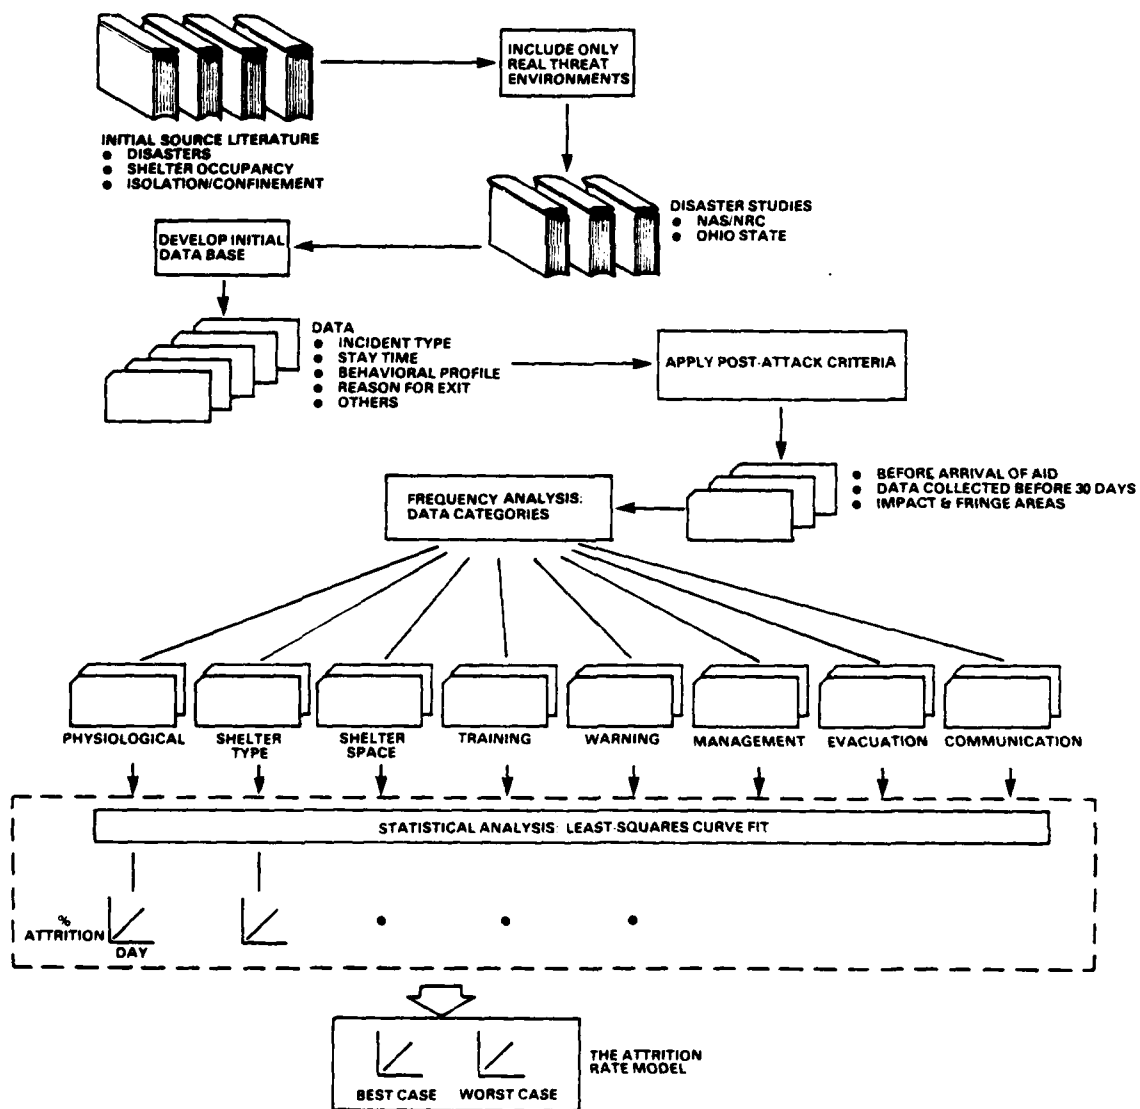 INCLUDE ONLY
REAL THREAT
ENVIRONMENTS
INITIAL SOURCE LITERATURE
● DISASTERS
● SHELTER OCCUPANCY
● ISOLATION/CONFINEMENT
DISASTER STUDIES
● NAS/NRC
● OHIO STATE
DEVELOP INITIAL
DATA BASE
DATA
● INCIDENT TYPE
● STAY TIME
● BEHAVIORAL PROFILE
● REASON FOR EXIT
● OTHERS
APPLY POST-ATTACK CRITERIA
● BEFORE ARRIVAL OF AID
● DATA COLLECTED BEFORE 30 DAYS
● IMPACT & FRINGE AREAS
FREQUENCY ANALYSIS:
DATA CATEGORIES
PHYSIOLOGICAL
SHELTER
TYPE
SHELTER
SPACE
TRAINING
WARNING
MANAGEMENT
EVACUATION
COMMUNICATION
STATISTICAL ANALYSIS: LEAST-SQUARES CURVE FIT
%
ATTRITION
DAY
THE ATTRITION
RATE MODEL
BEST CASE
WORST CASE